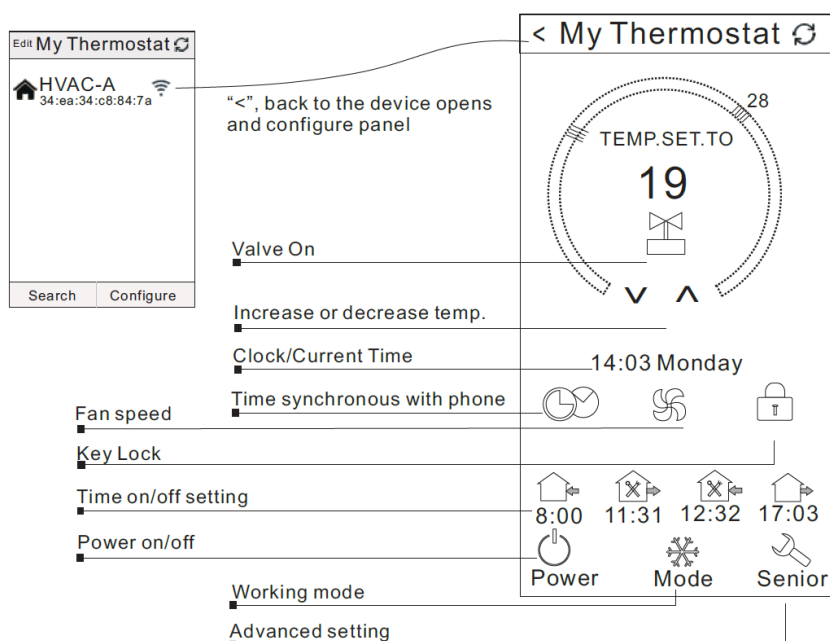 Edit My Thermostat
HVAC-A
34:ea:34:c8:84:7a
Search Configure
"<", back to the device opens
and configure panel
Valve On
Increase or decrease temp.
Clock/Current Time
Time synchronous with phone
Fan speed
Key Lock
Time on/off setting
Power on/off
Working mode
Advanced setting
< My Thermostat
28
TEMP.SET.TO
19
14:03 Monday
8:00 11:31 12:32 17:03
Power Mode Senior